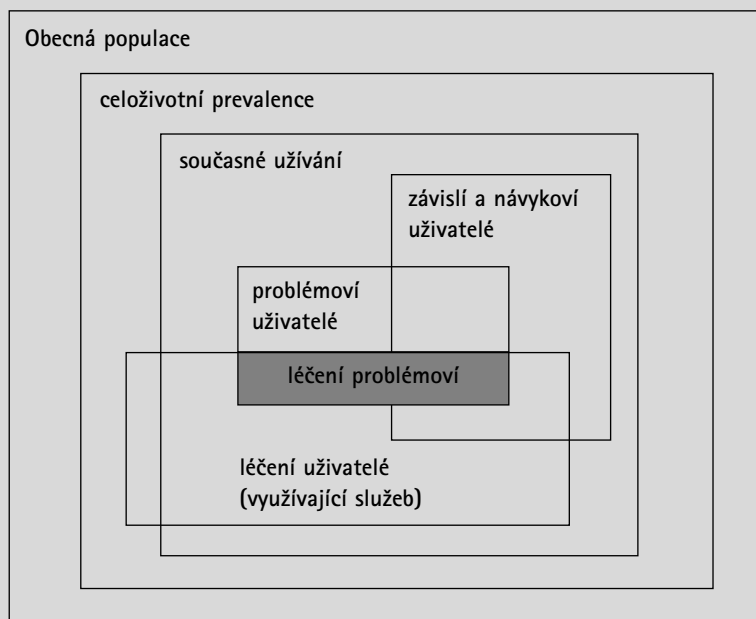 Obecná populace
celoživotní prevalence
současné užívání
závislí a návykoví
uživatelé
problémoví
uživatelé
léčení problémoví
léčení uživatelé
(využívající služeb)